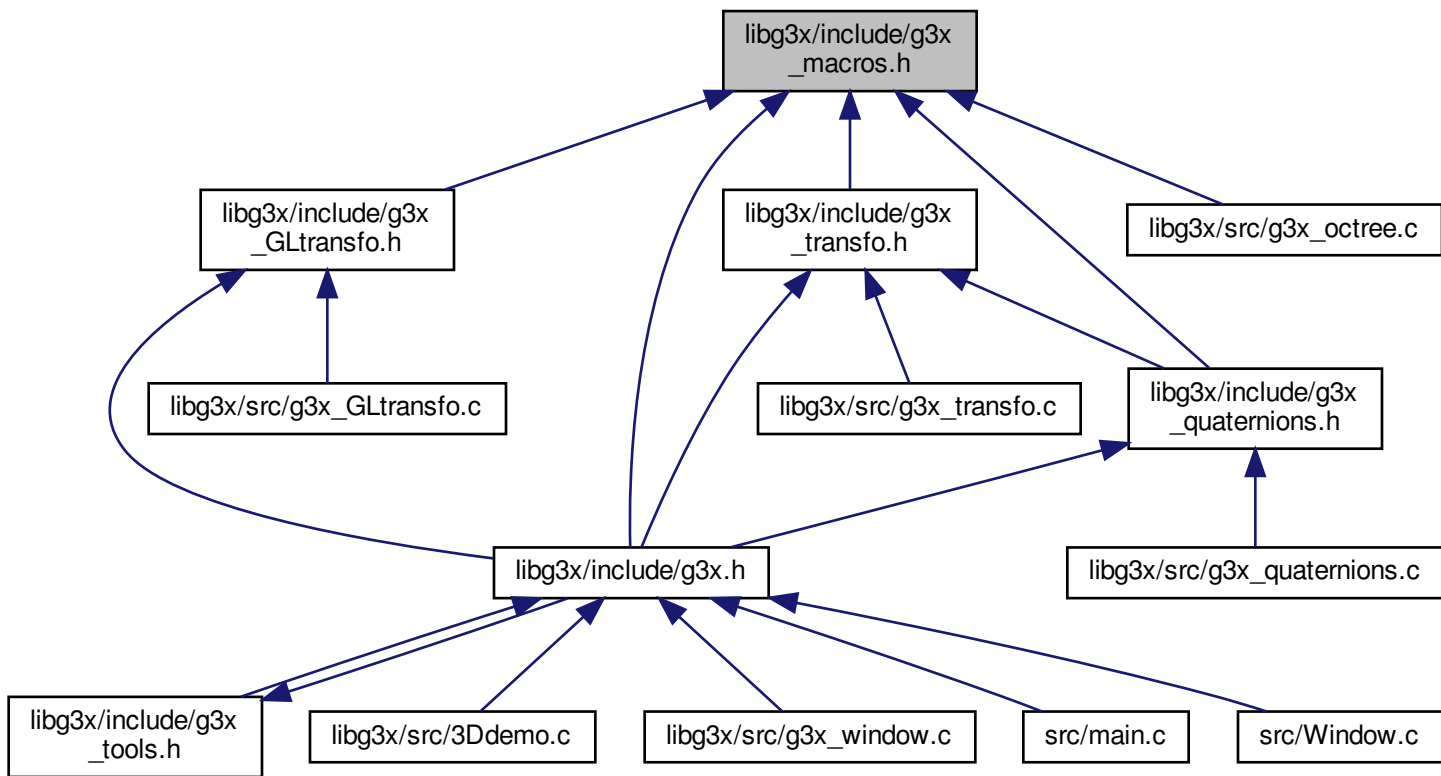 libg3x/include/g3x
_macros.h
libg3x/include/g3x
_GLtransfo.h
libg3x/include/g3x
_transfo.h
libg3x/src/g3x_octree.c
libg3x/src/g3x_GLtransfo.c
libg3x/src/g3x_transfo.c
libg3x/include/g3x
_quaternions.h
libg3x/include/g3x.h
libg3x/src/g3x_quaternions.c
libg3x/include/g3x
_tools.h
libg3x/src/3Ddemo.c
libg3x/src/g3x_window.c
src/main.c
src/Window.c